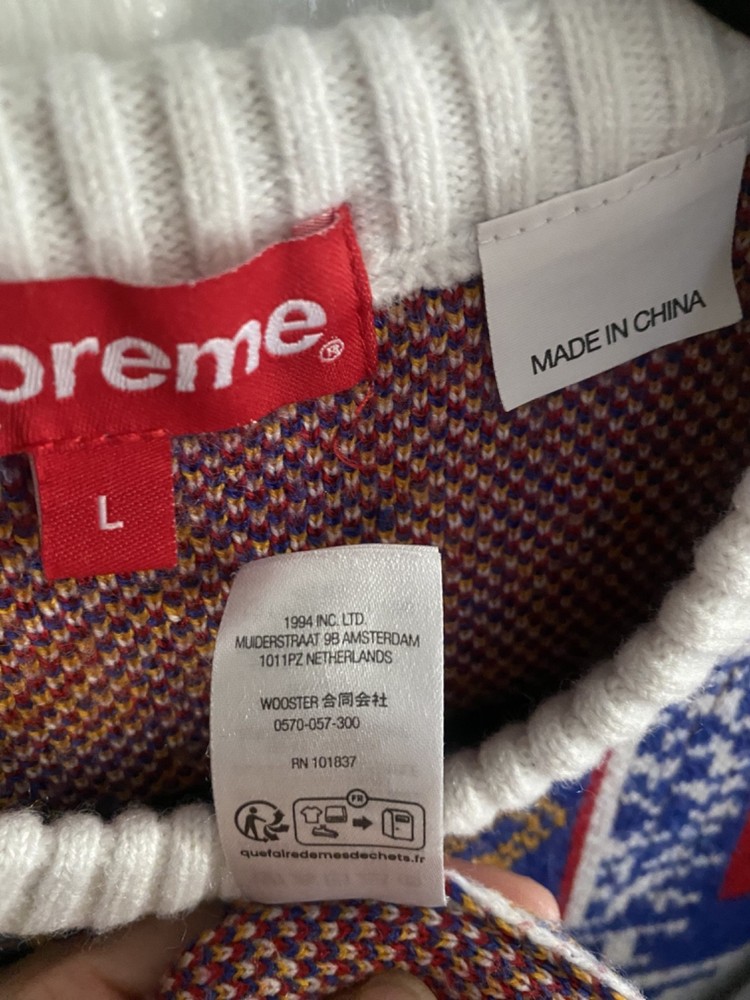 preme®
MADE IN CHINA
L
1994 INC. LTD.
MUIDERSTRAAT 9B AMSTERDAM
1011PZ NETHERLANDS
WOOSTER 合同会社
0570-057-300
RN 101837
FR
quefairedemesdechets.fr